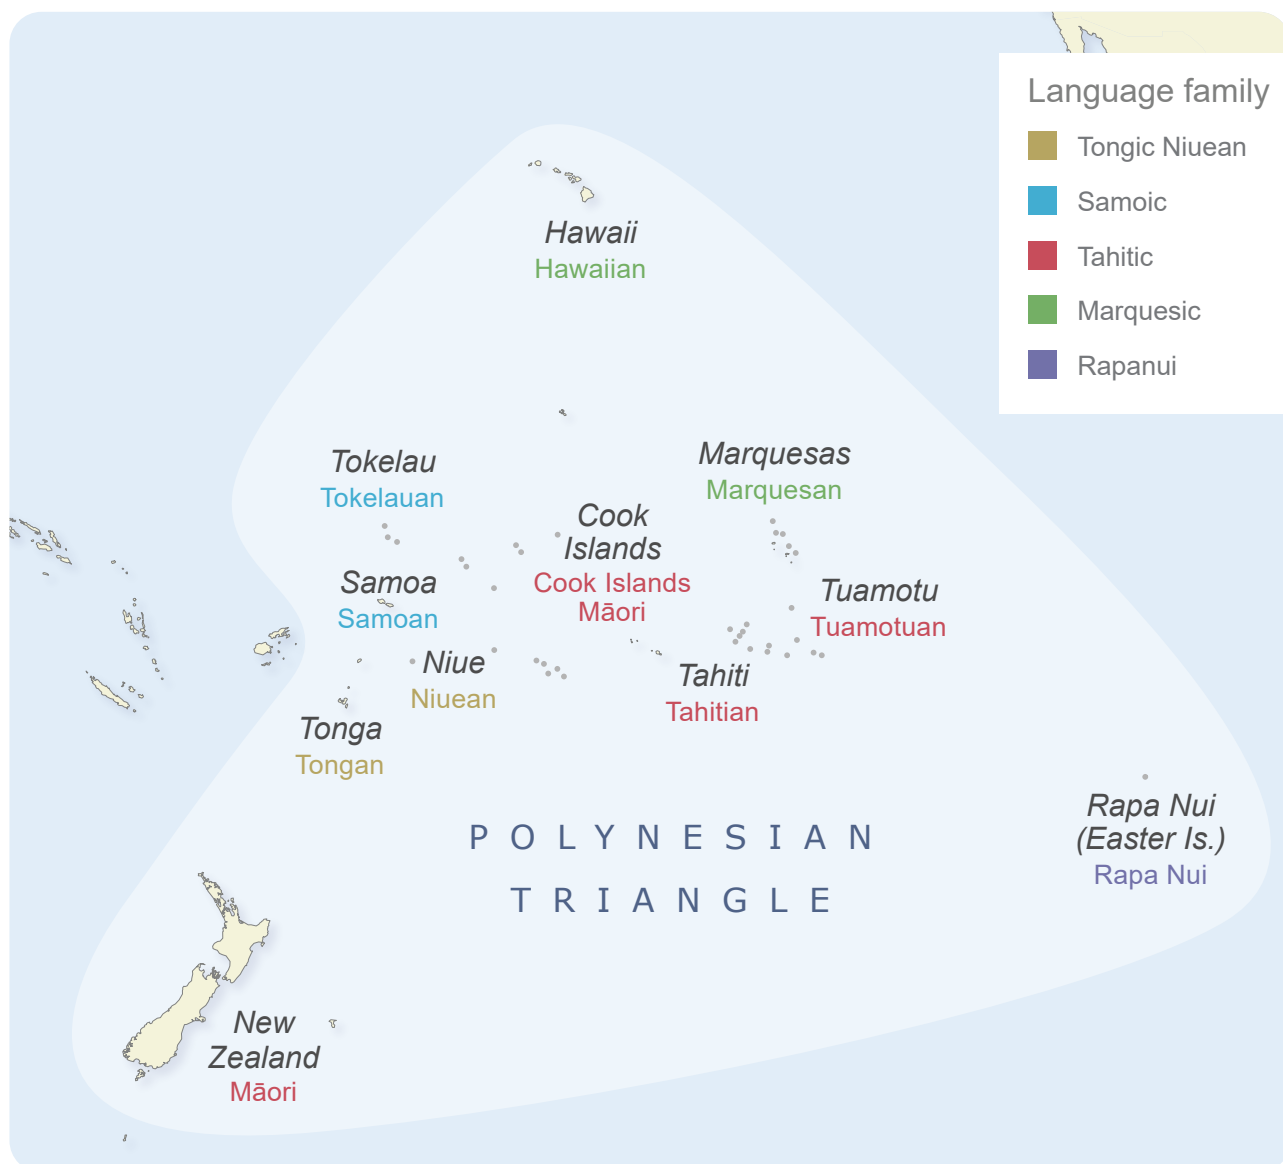 Language family
Tongic Niuean
Samoic
Tahitic
Marquesic
Rapanui
Hawaii
Hawaiian
Tokelau
Tokelauan
Marquesas
Marquesan
Cook
Islands
Cook Islands
Māori
Samoa
Samoan
Tuamotu
Tuamotuan
Niue
Niuean
Tahiti
Tahitian
Tonga
Tongan
Rapa Nui
(Easter Is.)
Rapa Nui
POLYNESIAN
TRIANGLE
New
Zealand
Māori